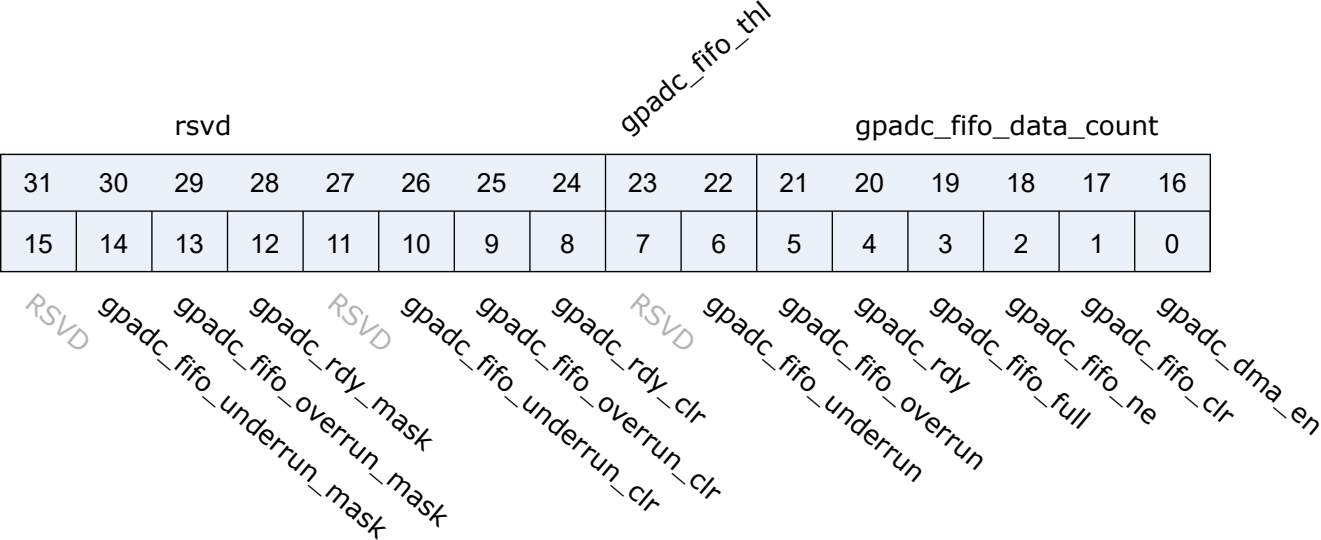 gpadc_fifo_thl
rsvd
gpadc_fifo_data_count
31 30 29 28 27 26 25 24 23 22 21 20 19 18 17 16
15 14 13 12 11 10 9 8 7 6 5 4 3 2 1 0
RSVD
gpadc_fifo_underrun_mask
gpadc_fifo_overrun_mask
gpadc_rdy_mask
RSVD
gpadc_fifo_underrun_clr
gpadc_fifo_overrun_clr
gpadc_rdy_clr
RSVD
gpadc_fifo_underrun
gpadc_fifo_overrun
gpadc_rdy
gpadc_fifo_full
gpadc_fifo_ne
gpadc_fifo_clr
gpadc_dma_en